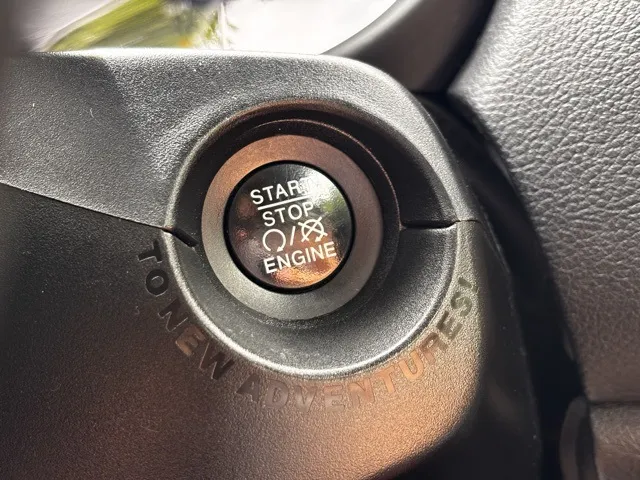 START
STOP
/
ENGINE
TO NEW ADVENTURES!